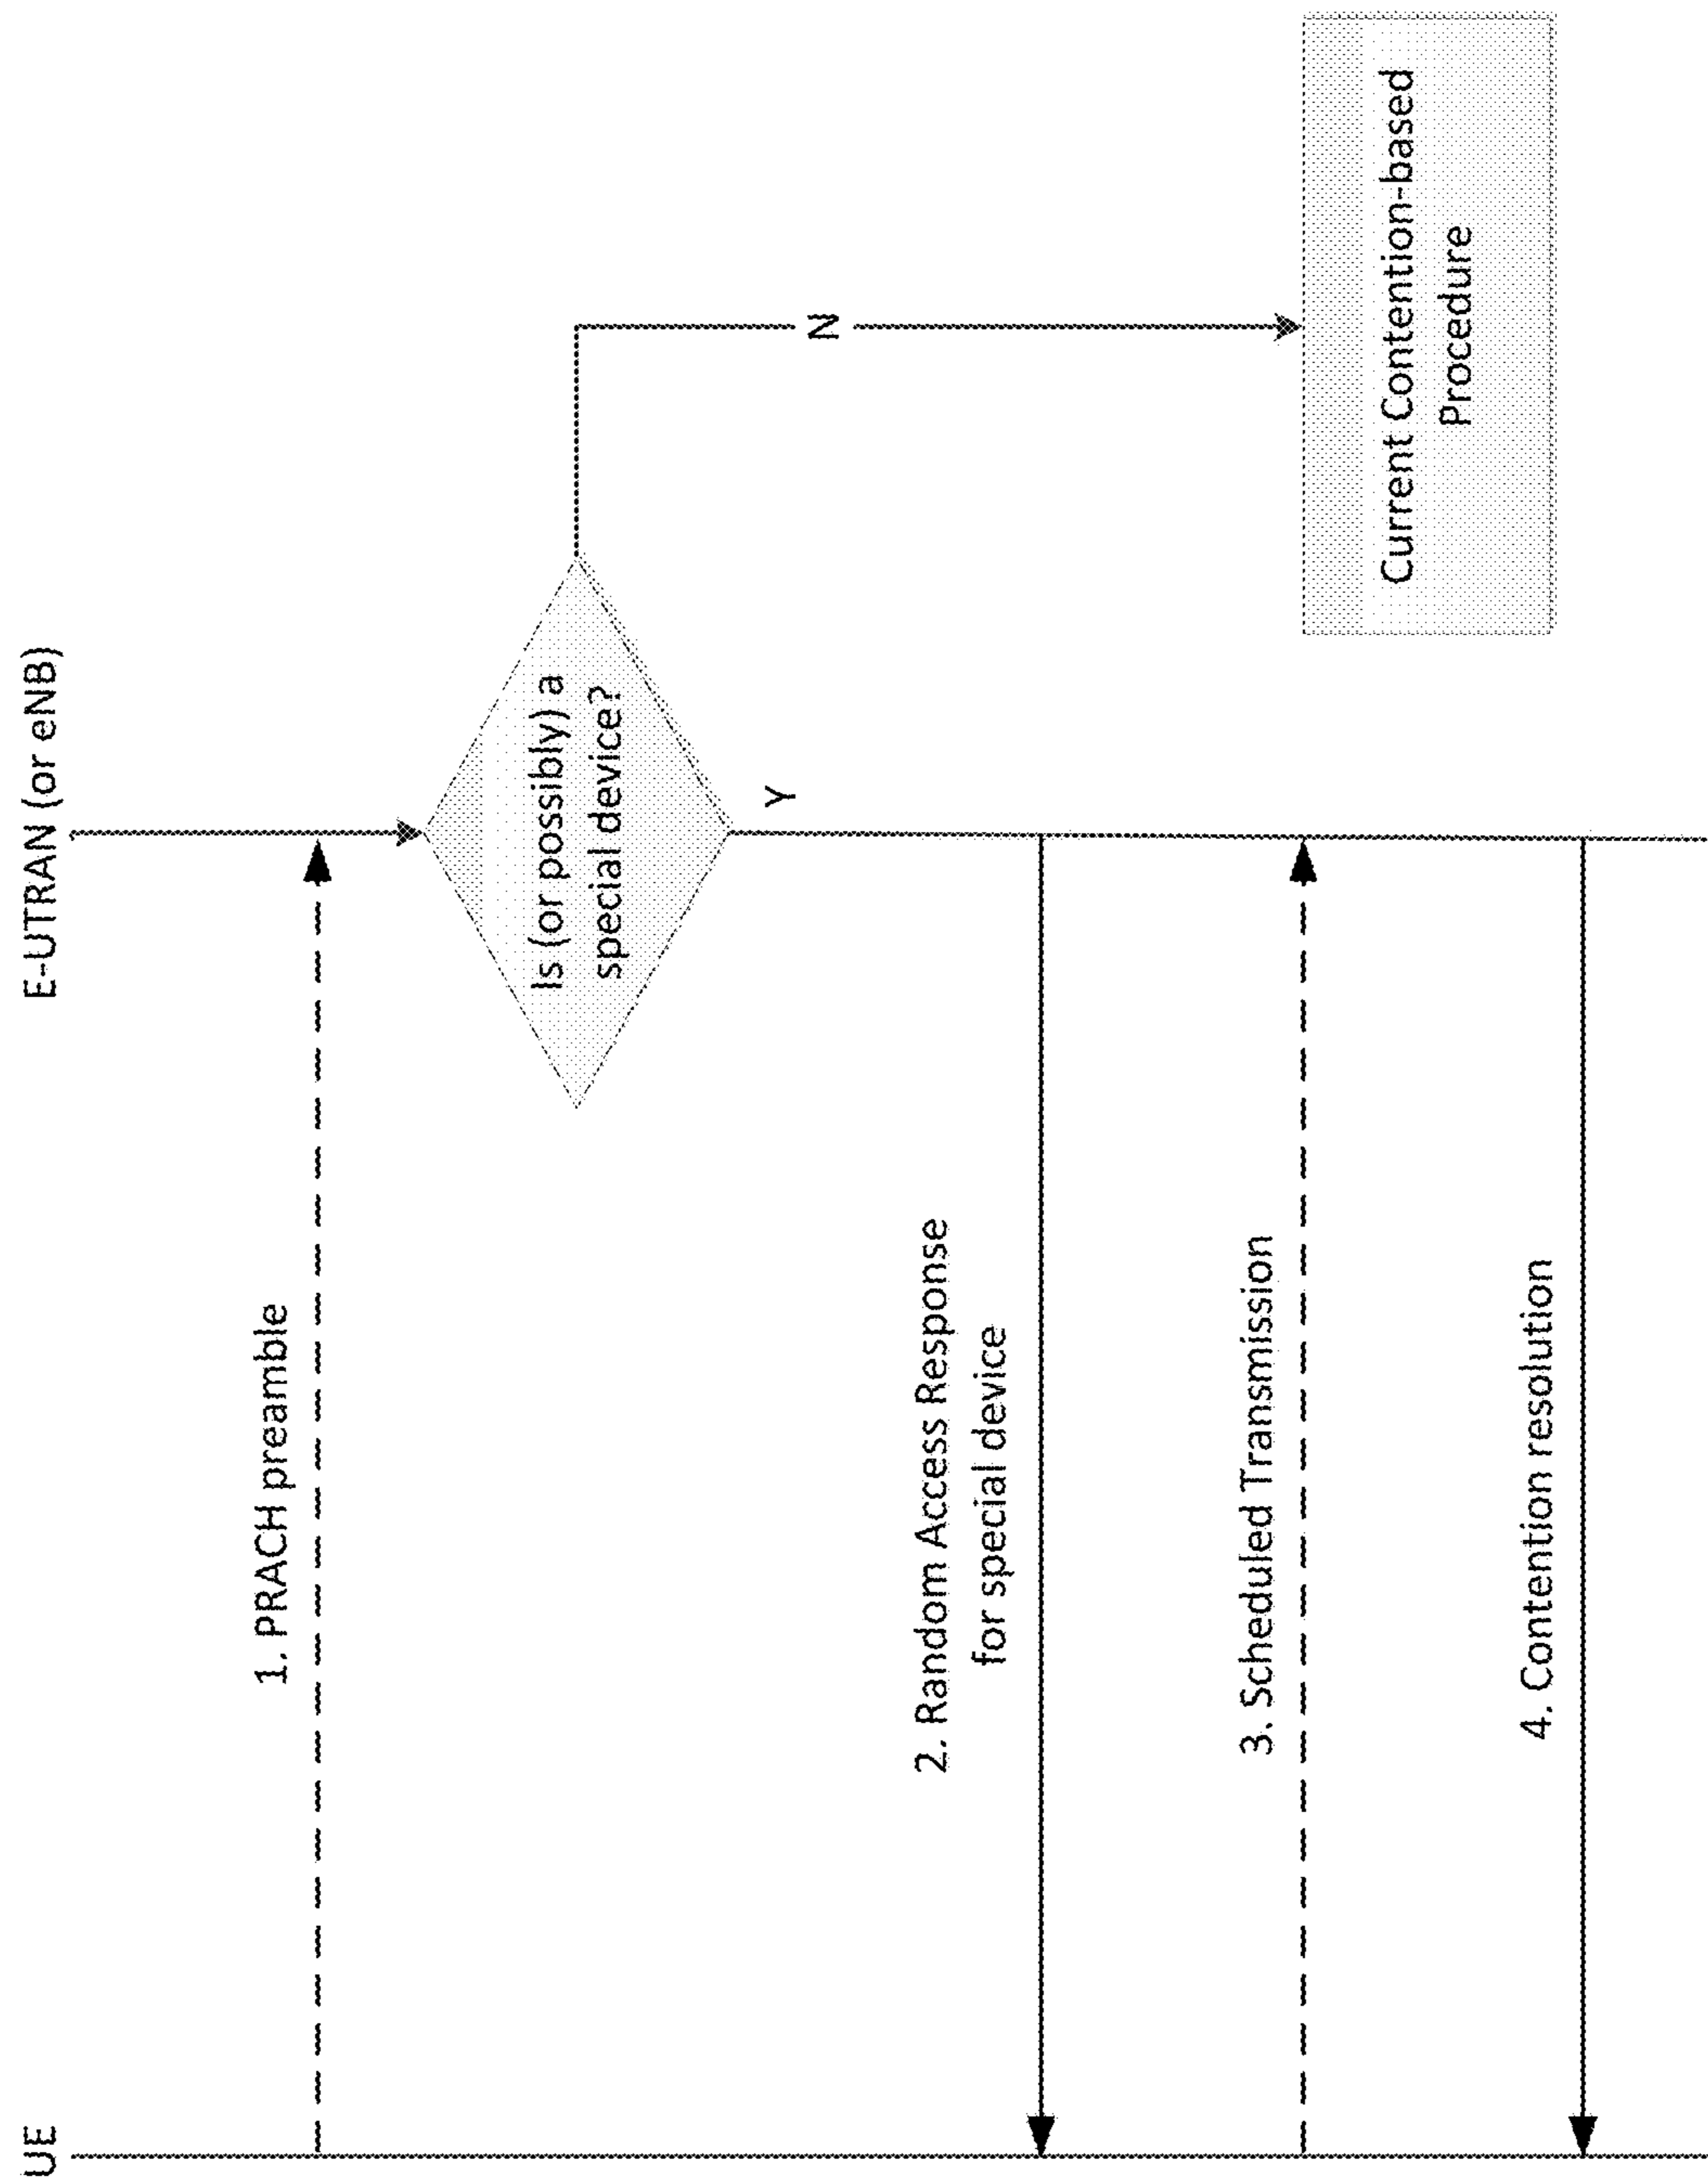 UE
E-UTRAN (or eNB)
1. PRACH preamble
Is (or possibly) a
special device?
Y
N
2. Random Access Response
for special device
3. Scheduled Transmission
Current Contention-based
Procedure
4. Contention resolution